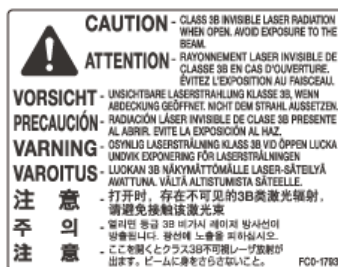 CAUTION - CLASS 3B INVISIBLE LASER RADIATION
WHEN OPEN. AVOID EXPOSURE TO THE
BEAM.
ATTENTION - RAYONNEMENT LASER INVISIBLE DE
CLASSE 3B EN CAS D'OUVERTURE.
ÉVITEZ L'EXPOSITION AU FAISCEAU.
VORSICHT - UNSICHTBARE LASERSTRAHLUNG KLASSE 3B, WENN
ABDECKUNG GEÖFFNET. NICHT DEM STRAHL AUSSETZEN.
PRECAUCIÓN - RADIACIÓN LÁSER INVISIBLE DE CLASE 3B PRESENTE
AL ABRIR. EVITE LA EXPOSICIÓN AL HAZ.
VARNING - OSYNLIG LASERSTRÅLNING KLASS 3B VID ÖPPEN LUCKA
UNDVIK EXPONERING FÖR LASERSTRÅLNINGEN
VAROITUS - LUOKAN 3B NÄKYMÄTTÖMÄLLE LASER-SÄTEILYÄ
AVATTUNA. VÄLTÄ ALTISTUMISTA SÄTEELLE.
注 意 - 打开时，存在不可见的3B类激光辐射.
请避免接触该激光束
주 의 - 열리면 등급 3B 비가시 레이저 방사선이
방출됩니다. 광선에 노출을 피하십시오.
注 意 - ここを開くとクラス3B不可視レーザ放射が
出ます。ビームに身をさらさないこと。 FC0-1793